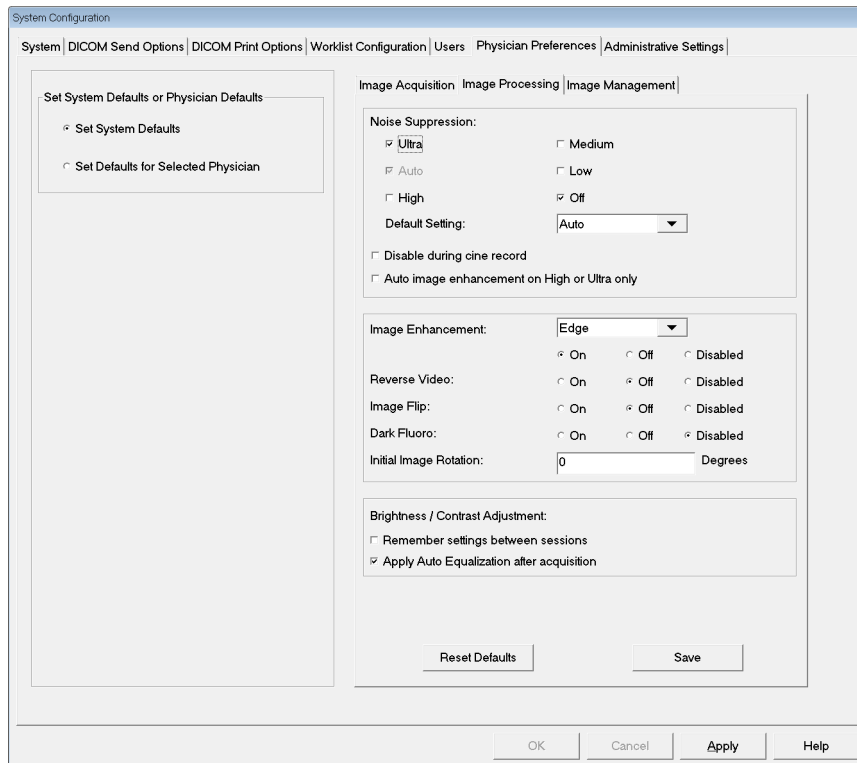 System Configuration
System DICOM Send Options DICOM Print Options Worklist Configuration Users Physician Preferences Administrative Settings
Set System Defaults or Physician Defaults
Set System Defaults
Set Defaults for Selected Physician
Image Acquisition Image Processing Image Management
Noise Suppression:
Ultra Medium
Auto Low
High Off
Default Setting: Auto
Disable during cine record
Auto image enhancement on High or Ultra only
Image Enhancement: Edge
On Off Disabled
Reverse Video: On Off Disabled
Image Flip: On Off Disabled
Dark Fluoro: On Off Disabled
Initial Image Rotation: 0 Degrees
Brightness / Contrast Adjustment:
Remember settings between sessions
Apply Auto Equalization after acquisition
Reset Defaults Save
OK Cancel Apply Help